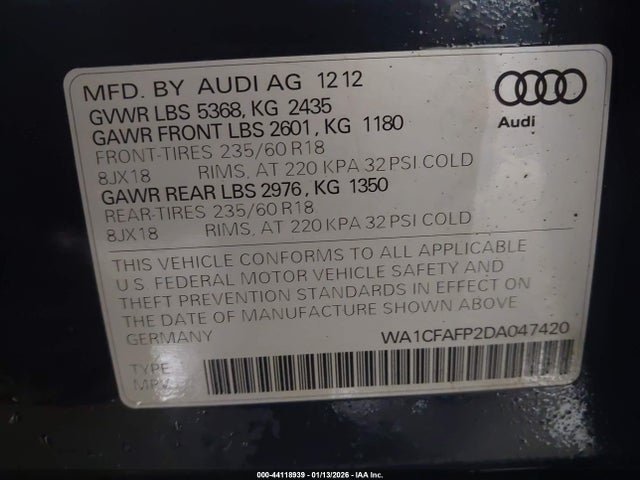 MFD. BY AUDI AG 12 12
GVWR LBS 5368, KG 2435
GAWR FRONT LBS 2601, KG 1180
FRONT-TIRES 235/60 R18
8JX18 RIMS, AT 220 KPA 32 PSI COLD
GAWR REAR LBS 2976, KG 1350
REAR-TIRES 235/60 R18
8JX18 RIMS, AT 220 KPA 32 PSI COLD
Audi
THIS VEHICLE CONFORMS TO ALL APPLICABLE
U.S. FEDERAL MOTOR VEHICLE SAFETY AND
THEFT PREVENTION STANDARDS IN EFFECT ON
THE DATE OF MANUFACTURE SHOWN ABOVE
GERMANY WA1CFAFP2DA047420
TYPE
000-44118939 - 01/13/2026 - IAA Inc.